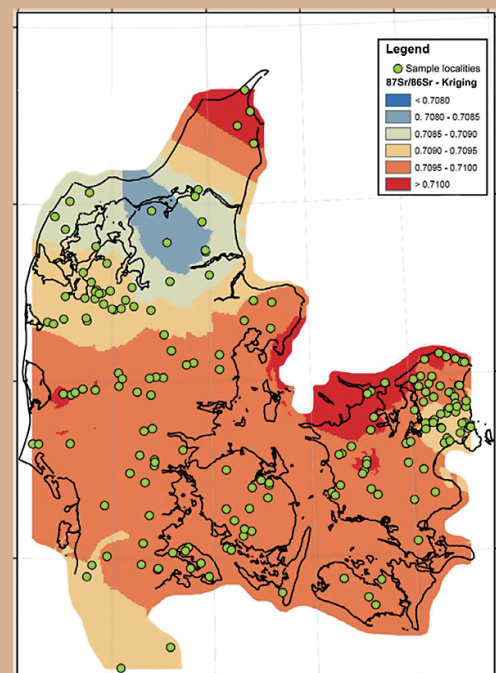 Legend
Sample localities
87Sr/86Sr - Kriging
< 0.7080
0. 7080 - 0.7085
0.7085 - 0.7090
0.7090 - 0.7095
0.7095 - 0.7100
> 0.7100